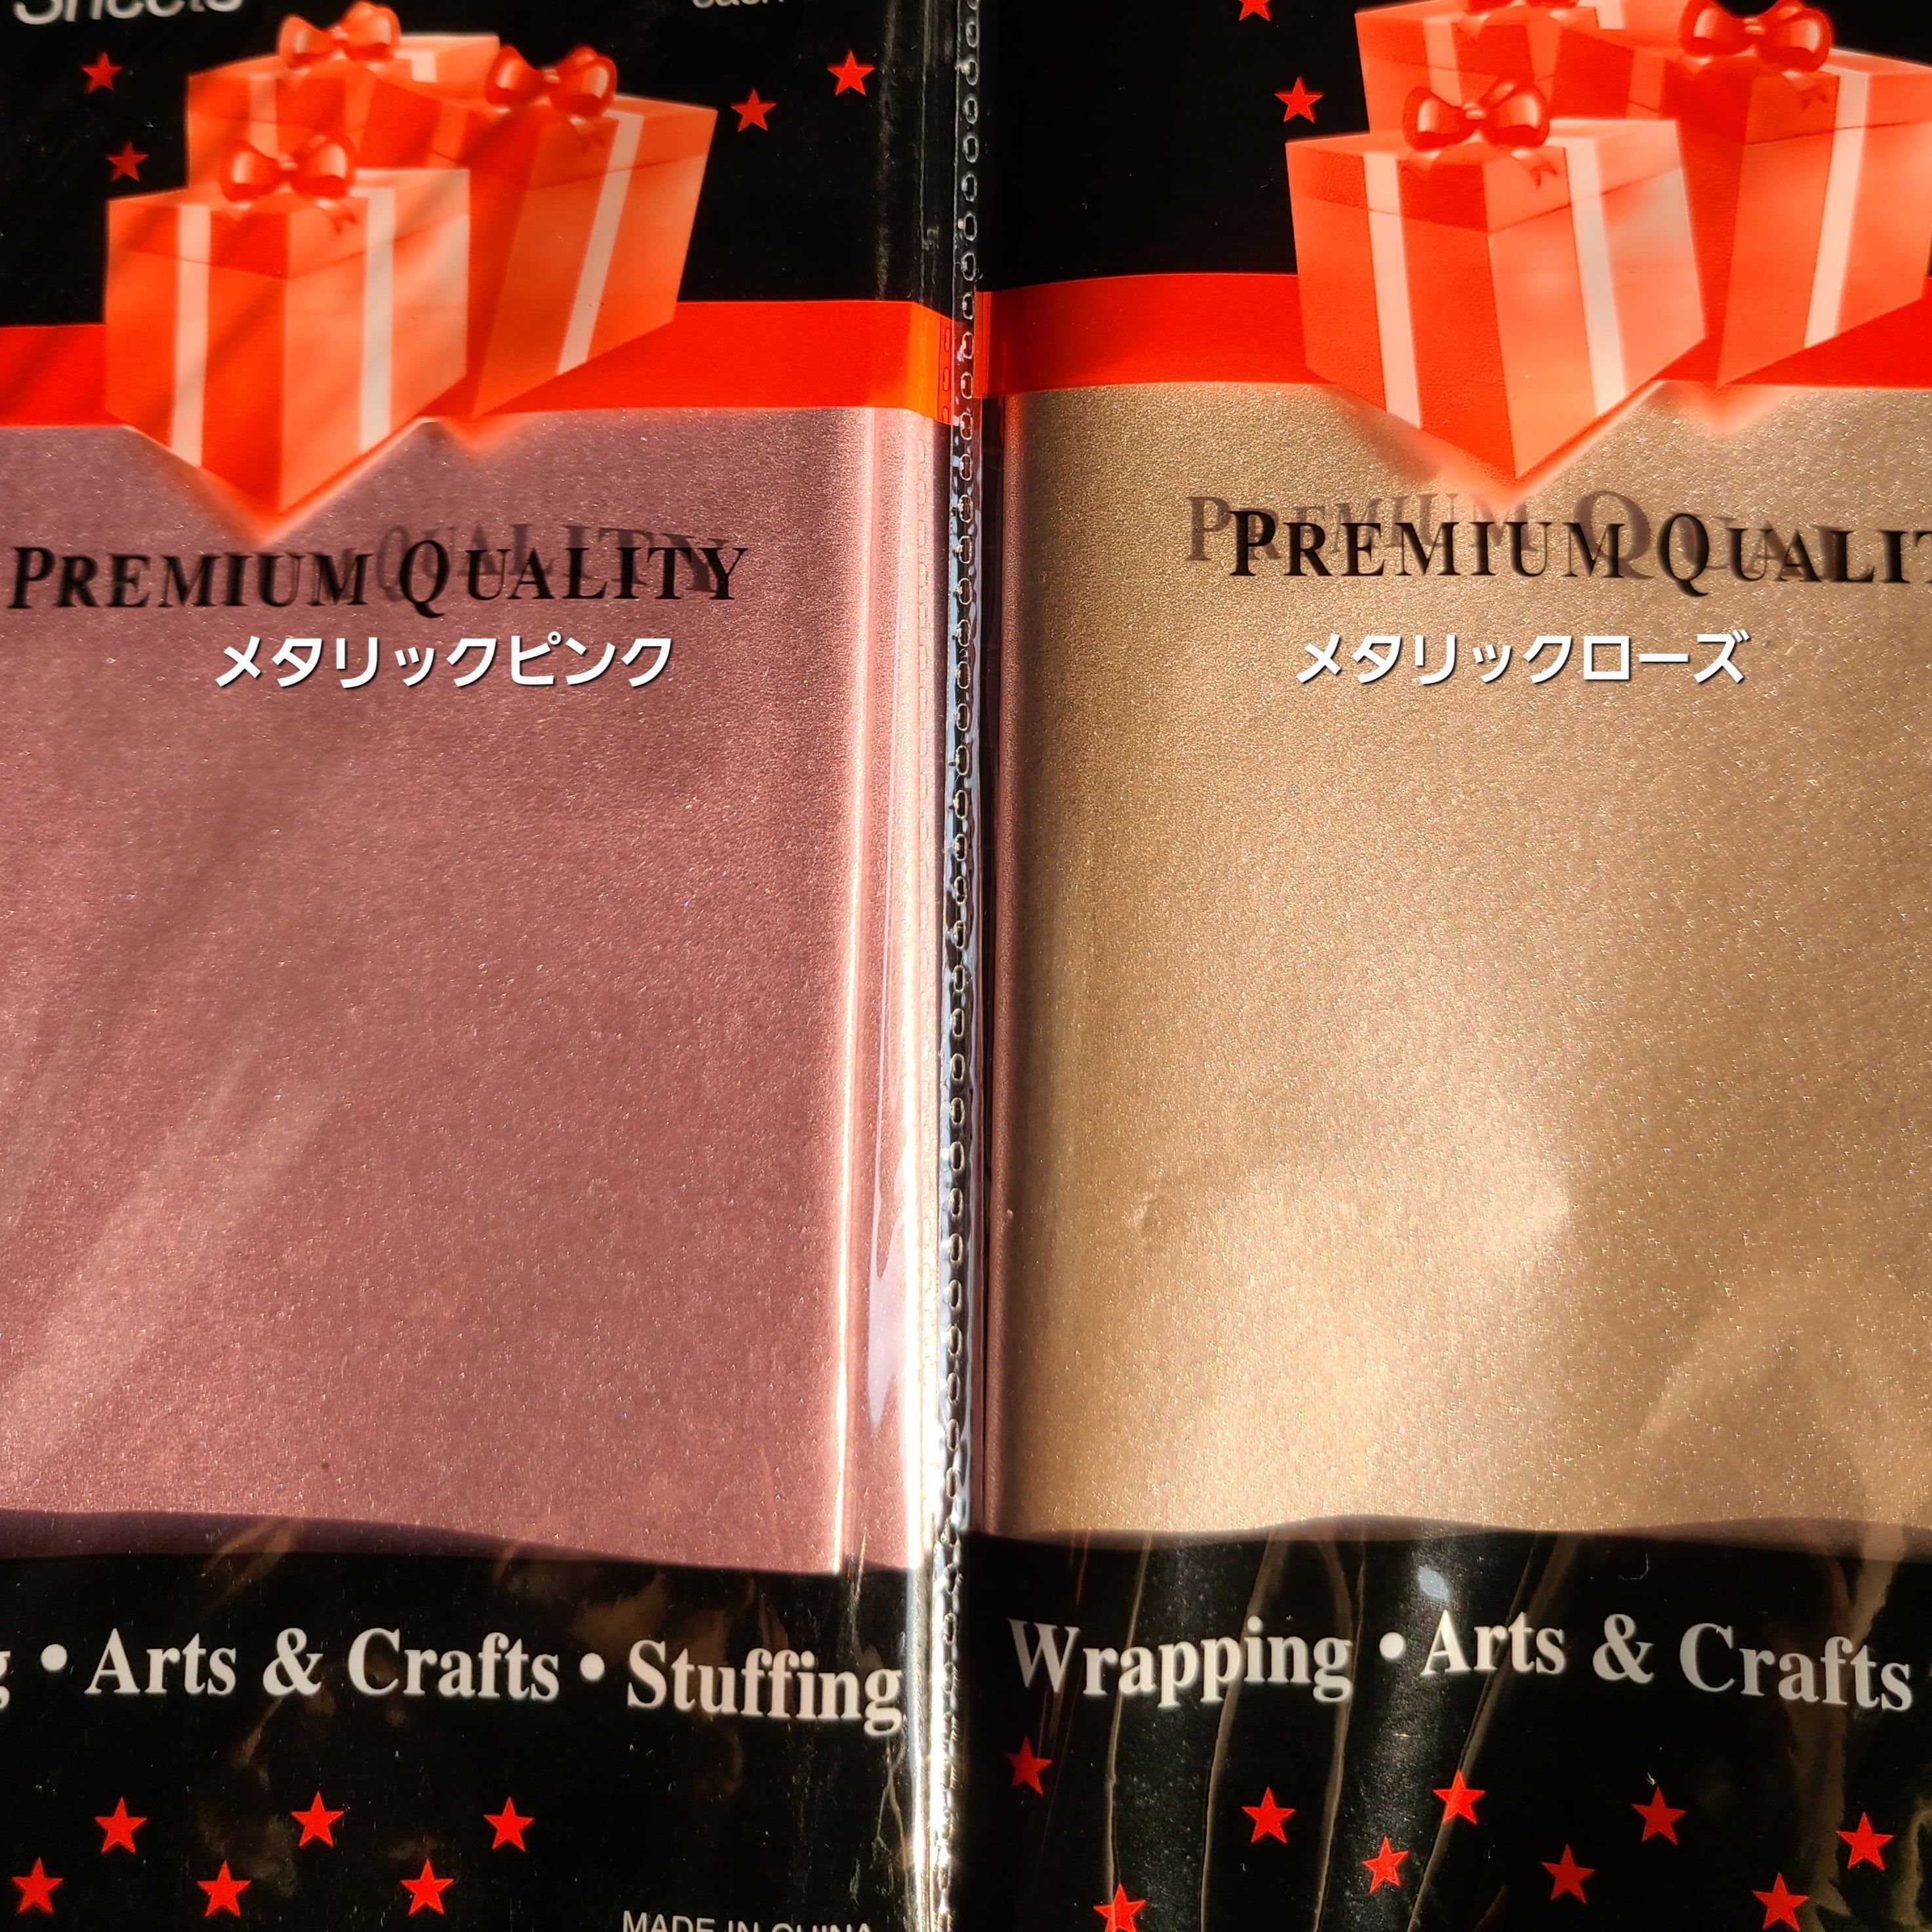 Sheets
PREMIUM QUALITY
メタリックピンク
• Arts & Crafts • Stuffing
MADE IN CHINA
PREMIUM
メタリックローズ
Wrapping • Arts & Crafts